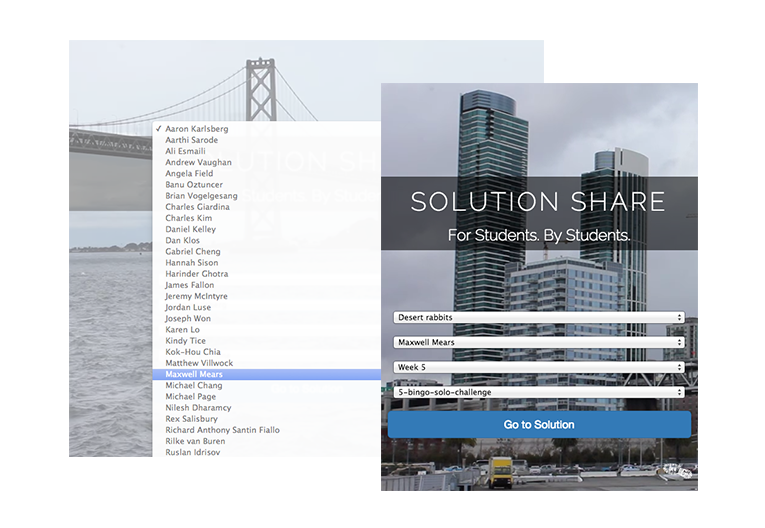 ✓ Aaron Karlsberg
Aarthi Sarode
Ali Esmaili
Andrew Vaughan
Angela Field
Banu Oztuncer
Brian Vogelgesang
Charles Giardina
Charles Kim
Daniel Kelley
Dan Klos
Gabriel Cheng
Hannah Sison
Harinder Ghotra
James Fallon
Jeremy McIntyre
Jordan Luse
Joseph Won
Karen Lo
Kindy Tice
Kok-Hou Chia
Matthew Villwock
Maxwell Mears
Michael Chang
Michael Page
Nilesh Dharamcy
Rex Salisbury
Richard Anthony Santin Fiallo
Rilke van Buren
Ruslan Idrisov
SOLUTION SHARE
For Students. By Students.
Desert rabbits
Maxwell Mears
Week 5
5-bingo-solo-challenge
Go to Solution